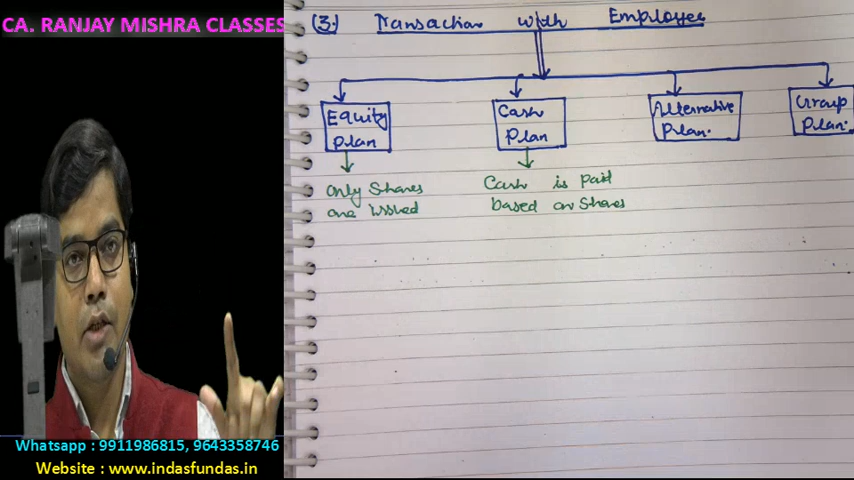 CA. RANJAY MISHRA CLASSES
(3.) Transaction with Employee
Equity
Plan
Cash
Plan
Alternative
Plan.
Group
Plan.
Only Shares
are issued
Cash is paid
based on Shares
Whatsapp : 9911986815, 9643358746
Website : www.indasfundas.in